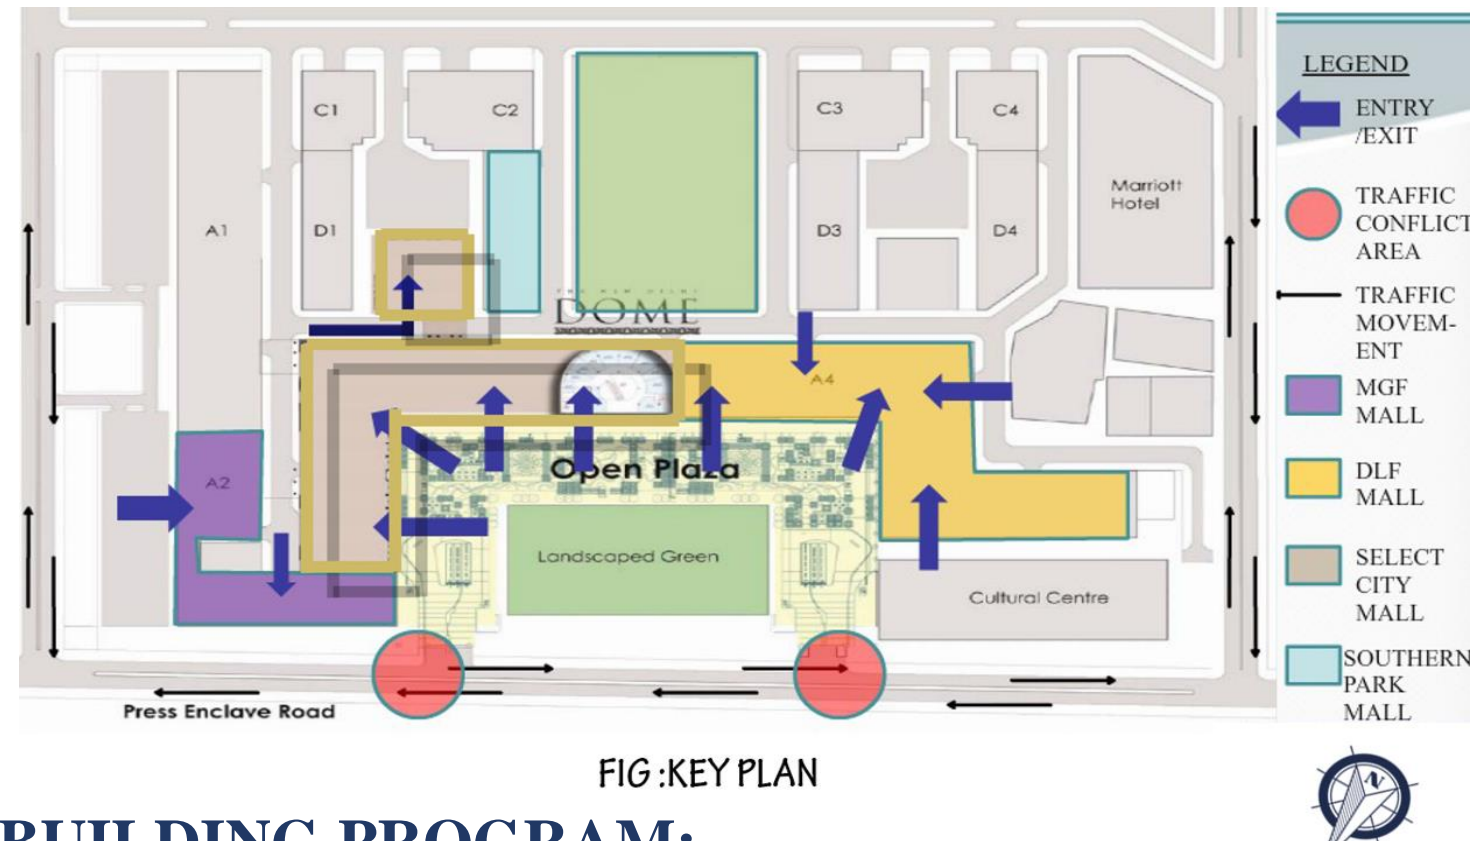 C1
C2
C3
C4
A1
D1
D3
D4
Marriott
Hotel
DOME
A4
A2
Open Plaza
Landscaped Green
Cultural Centre
Press Enclave Road
LEGEND
ENTRY
/EXIT
TRAFFIC
CONFLICT
AREA
TRAFFIC
MOVEM-
ENT
MGF
MALL
DLF
MALL
SELECT
CITY
MALL
SOUTHERN
PARK
MALL
FIG :KEY PLAN
N
BUILDING PROGRAM: